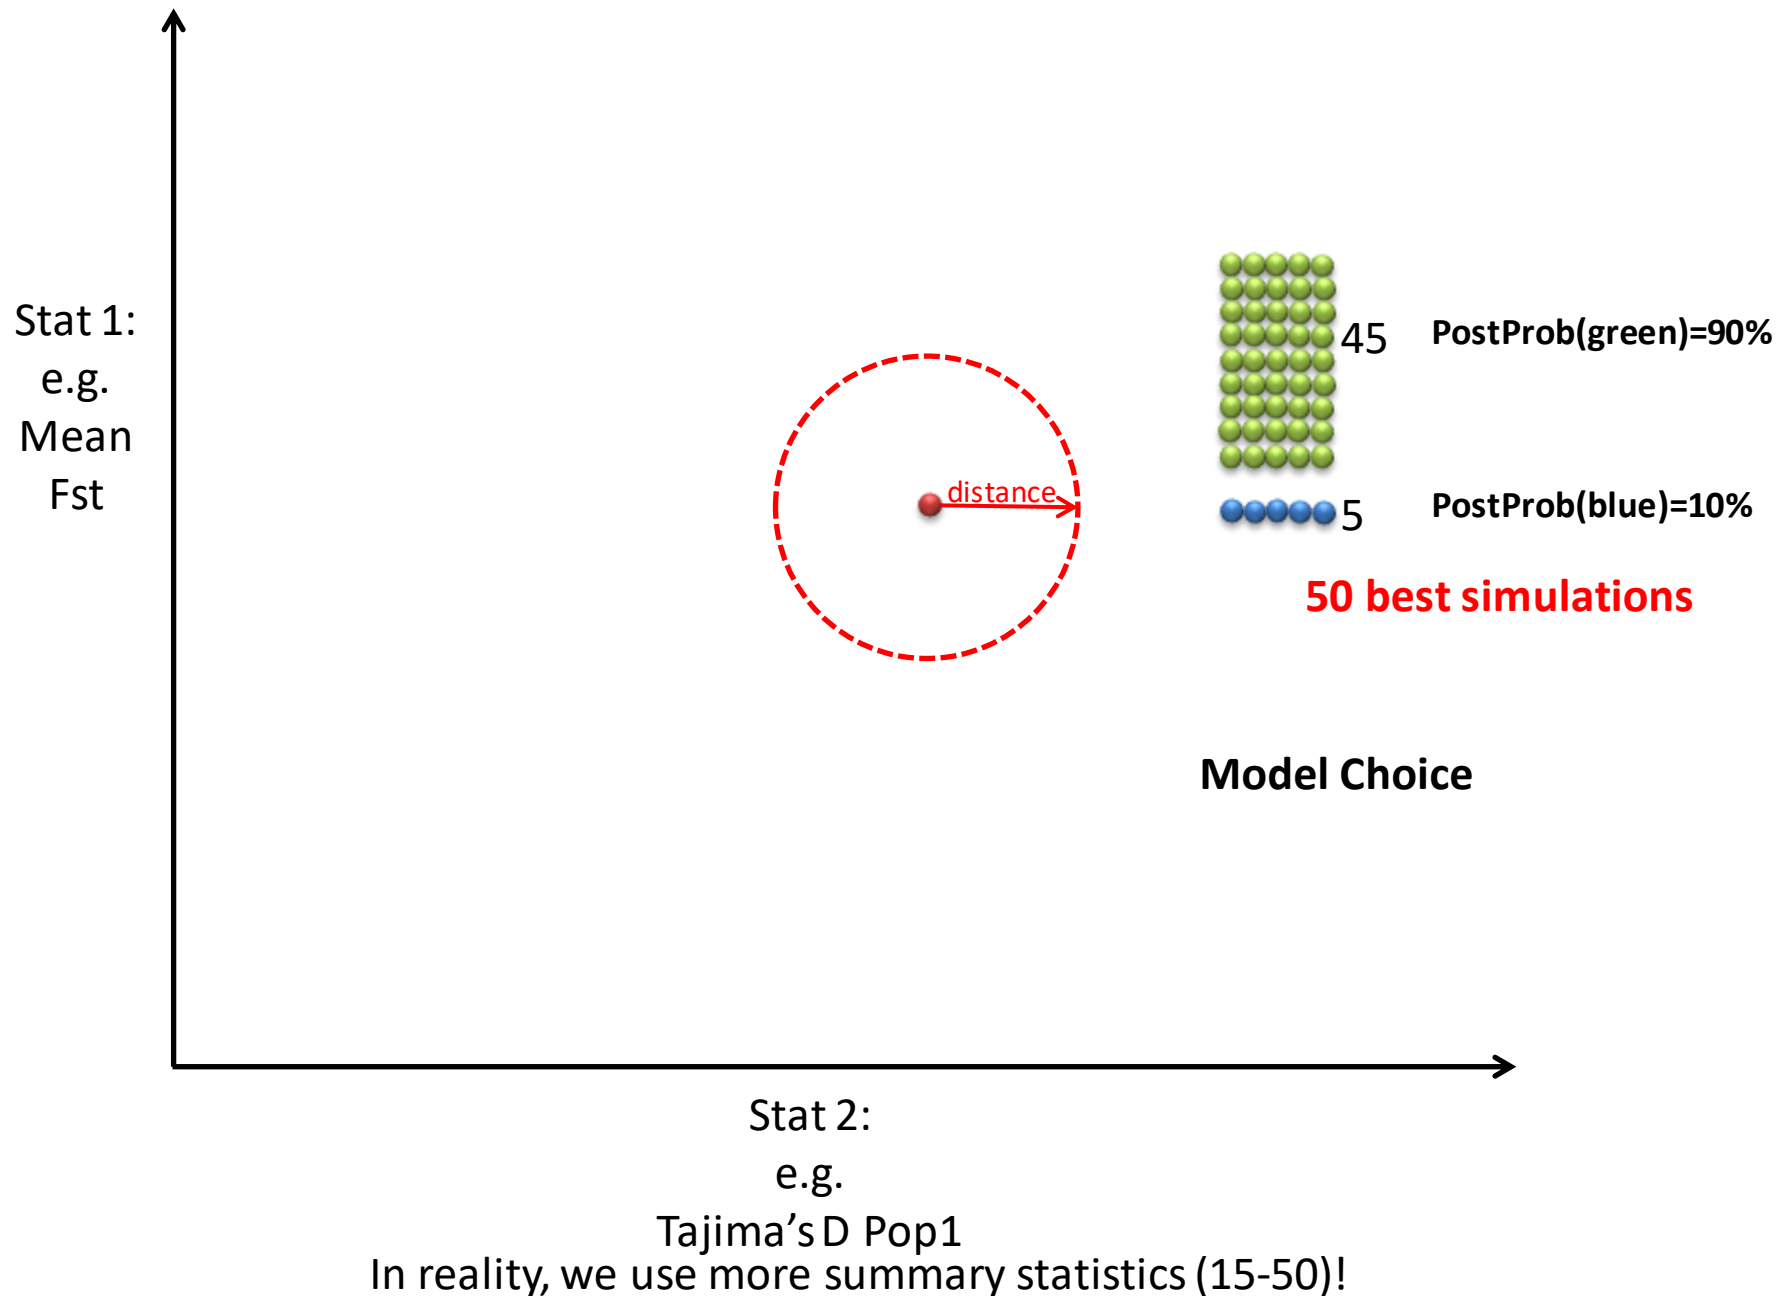 Stat 1:
e.g.
Mean
Fst
distance
45
PostProb(green)=90%
5
PostProb(blue)=10%
50 best simulations
Model Choice
Stat 2:
e.g.
Tajima’s D Pop1
In reality, we use more summary statistics (15-50)!